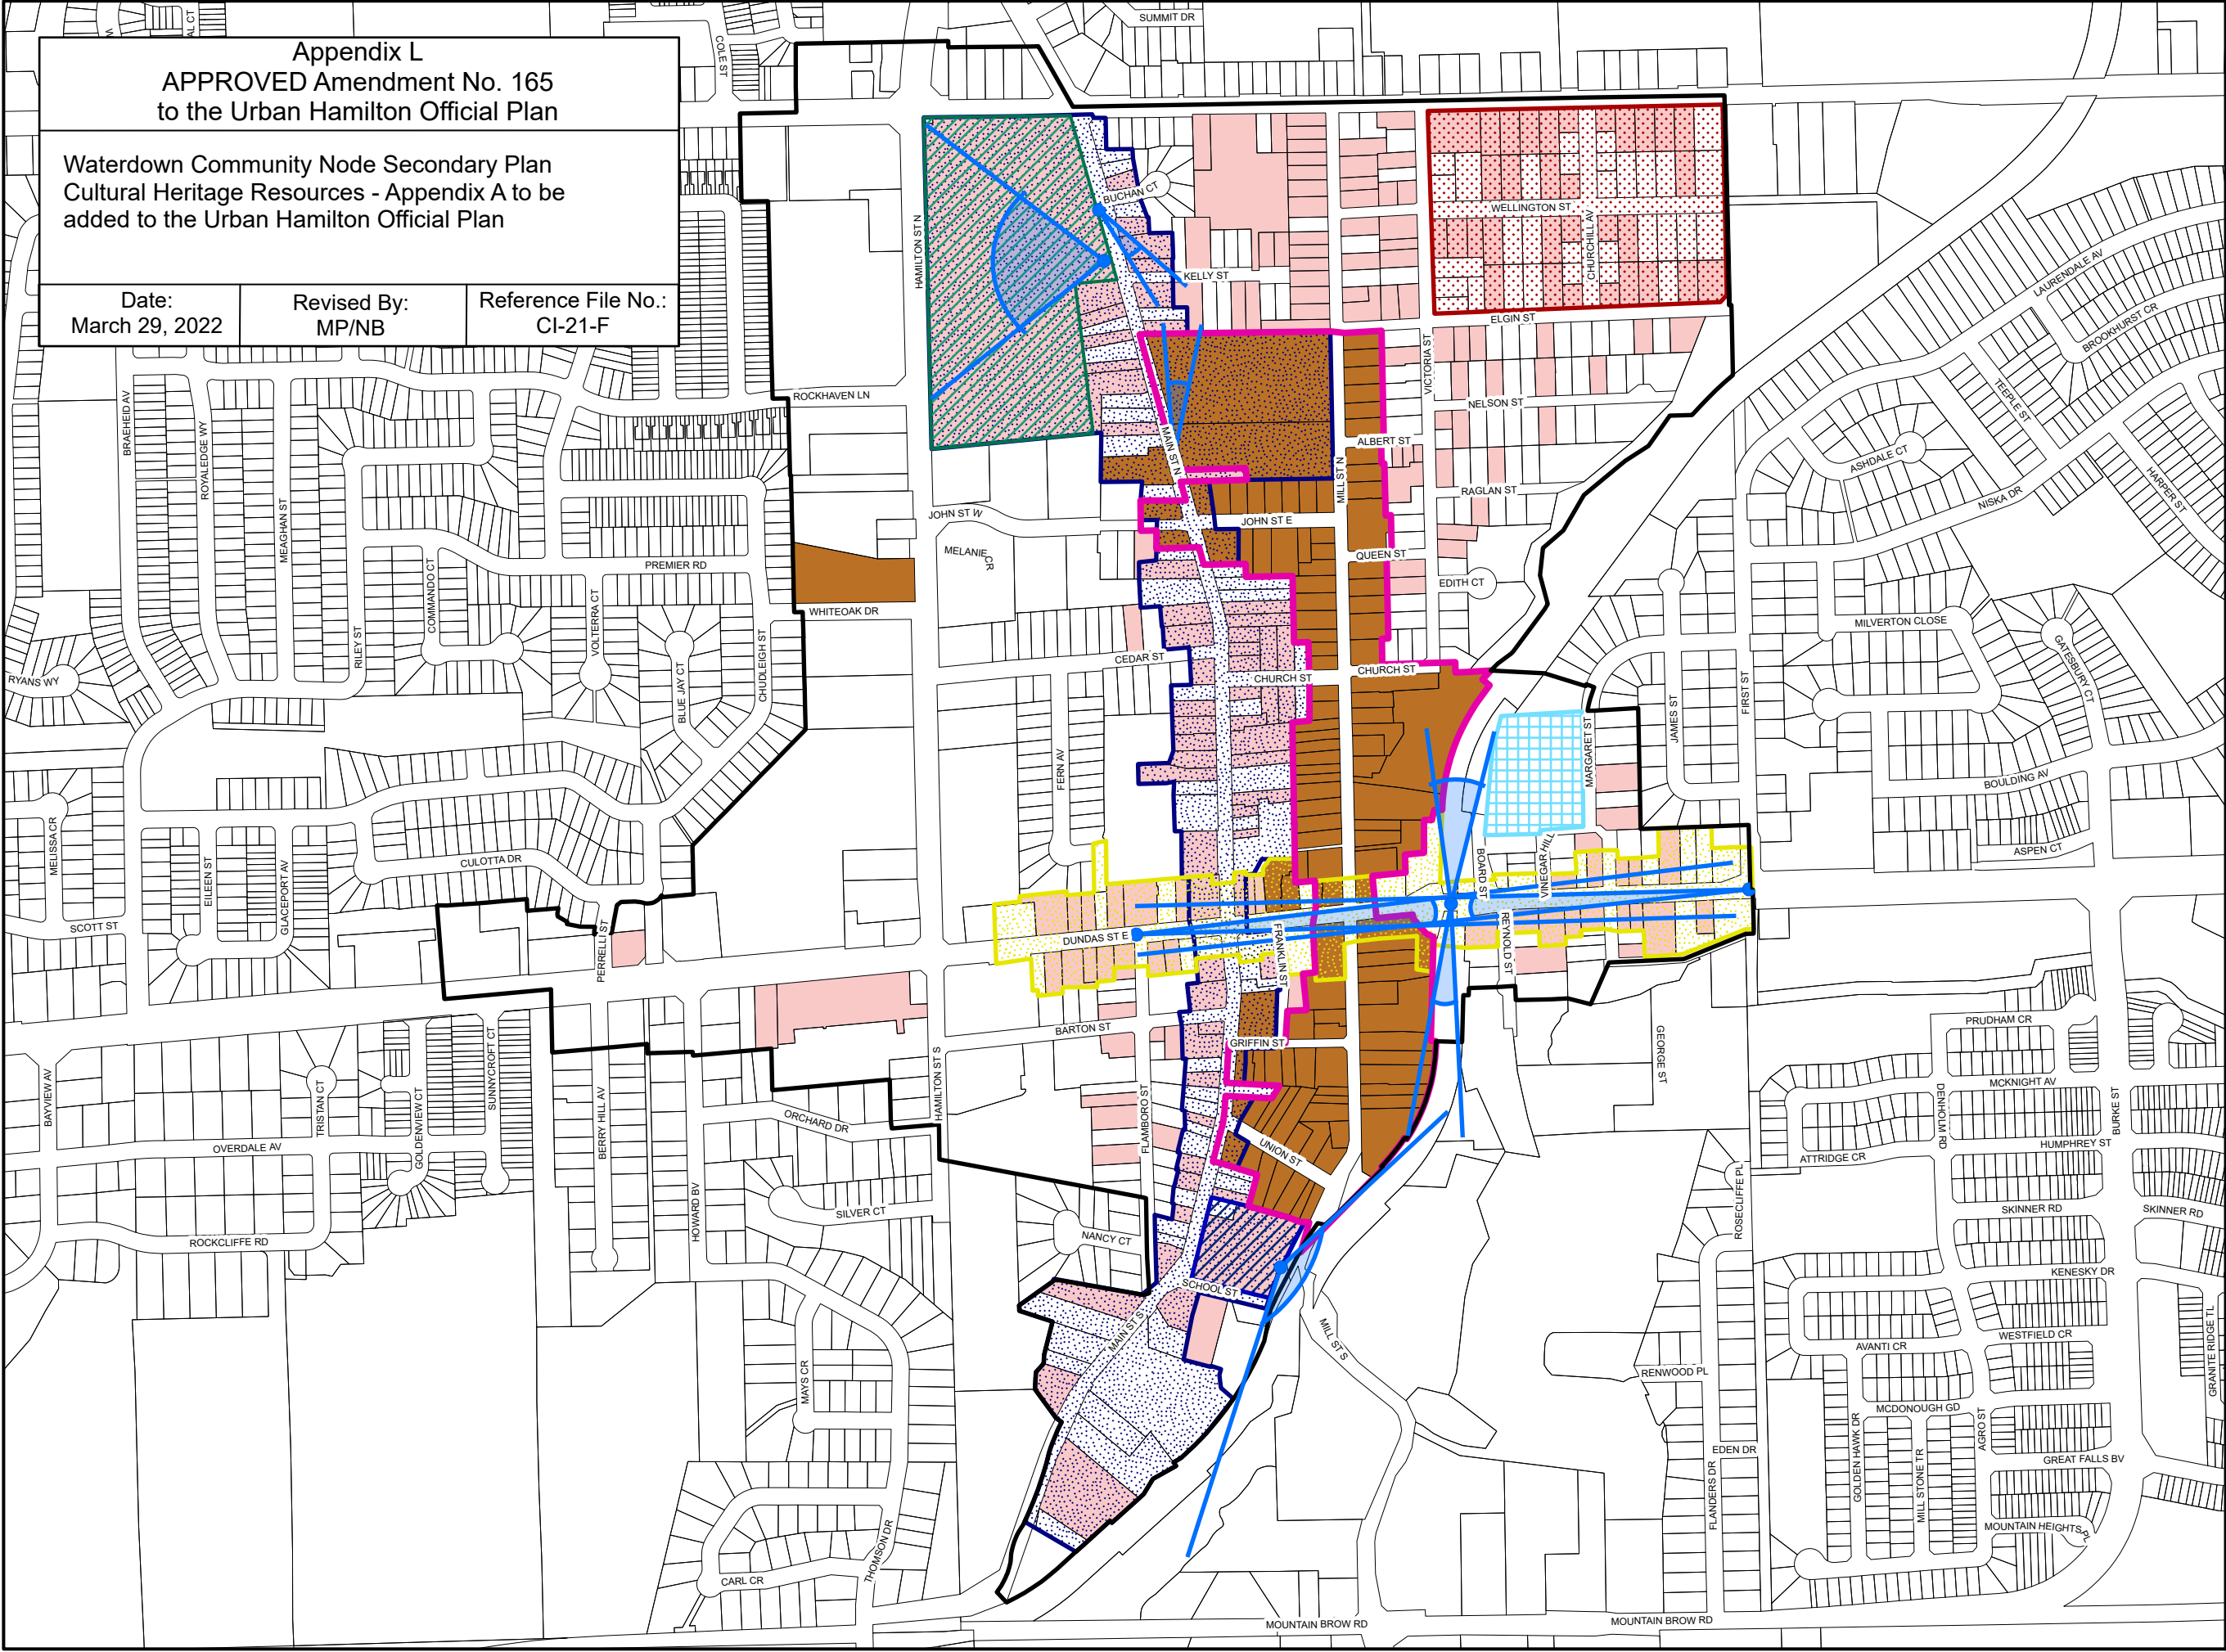 Appendix L
APPROVED Amendment No. 165
to the Urban Hamilton Official Plan
Waterdown Community Node Secondary Plan
Cultural Heritage Resources - Appendix A to be
added to the Urban Hamilton Official Plan
Date:
March 29, 2022
Revised By:
MP/NB
Reference File No.:
CI-21-F
SUMMIT DR
COLE ST
BUCHAN CT
HAMILTON ST N
WELLINGTON ST
CHURCHILL AV
KELLY ST
ELGIN ST
LAURENDALE AV
BROOKHURST CR
TEEPLE ST
HARPER ST
ASHDALE CT
NISKA DR
VICTORIA ST
NELSON ST
ALBERT ST
RAGLAN ST
MAIN ST N
MILL ST N
ROCKHAVEN LN
BRAEHEID AV
ROYALEDGE WY
MEAGHAN ST
JOHN ST W
JOHN ST E
MELANIE CR
QUEEN ST
EDITH CT
PREMIER RD
WHITEOAK DR
COMMANDO CT
VOLTERRA CT
RILEY ST
BLUE JAY CT
CHUDLEIGH ST
RYANS WY
CEDAR ST
CHURCH ST
CHURCH ST
MILVERTON CLOSE
GATESBURY CT
FIRST ST
JAMES ST
MARGARET ST
BOULDING AV
ASPEN CT
FERN AV
MELISSA CR
EILEEN ST
GLACEPORT AV
CULOTTA DR
SCOTT ST
PERRELLI ST
DUNDAS ST E
FRANKLIN ST
BOARD ST
VINEGAR HILL
REYNOLD ST
BARTON ST
GRIFFIN ST
HAMILTON ST S
FLAMBORO ST
UNION ST
GEORGE ST
PRUDHAM CR
MCKNIGHT AV
DENHOLM RD
BURKE ST
HUMPHREY ST
ATTRIDGE CR
SKINNER RD
SKINNER RD
ROSECLIFFE PL
KENESKY DR
WESTFIELD CR
AVANTI CR
GRANITE RIDGE TL
BAYVIEW AV
TRISTAN CT
GOLDENVIEW CT
SUNNYCROFT CT
BERRY HILL AV
HOWARD BV
ORCHARD DR
OVERDALE AV
SILVER CT
ROCKCLIFFE RD
NANCY CT
SCHOOL ST
MAIN ST S
MILL ST S
MAYS CR
RENWOOD PL
MCDONOUGH GD
EDEN DR
FLANDERS DR
GOLDEN HAWK DR
MILL STONE TR
AGRO ST
GREAT FALLS BV
MOUNTAIN HEIGHTS PL
THOMSON DR
CARL CR
MOUNTAIN BROW RD
MOUNTAIN BROW RD